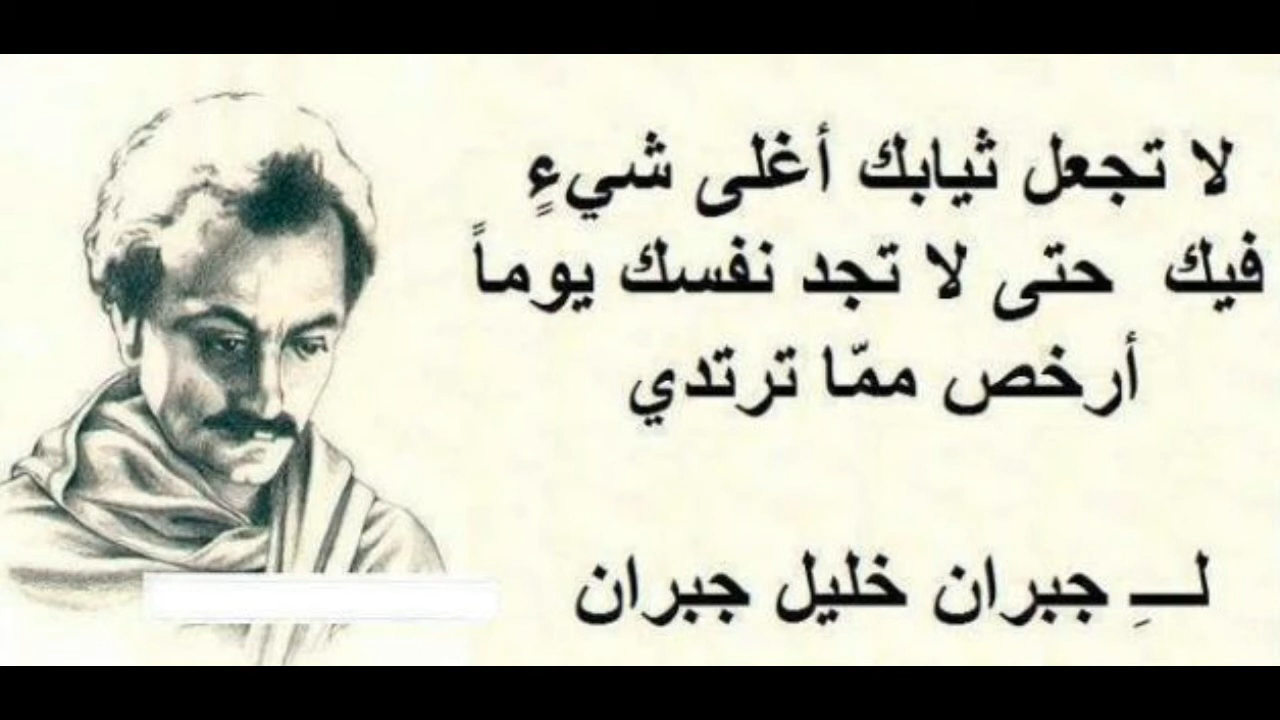 لا تجعل ثيابك أغلى شيءٍ
فيك حتى لا تجد نفسك يوماً
أرخص ممّا ترتدي
لــِ جبران خليل جبران